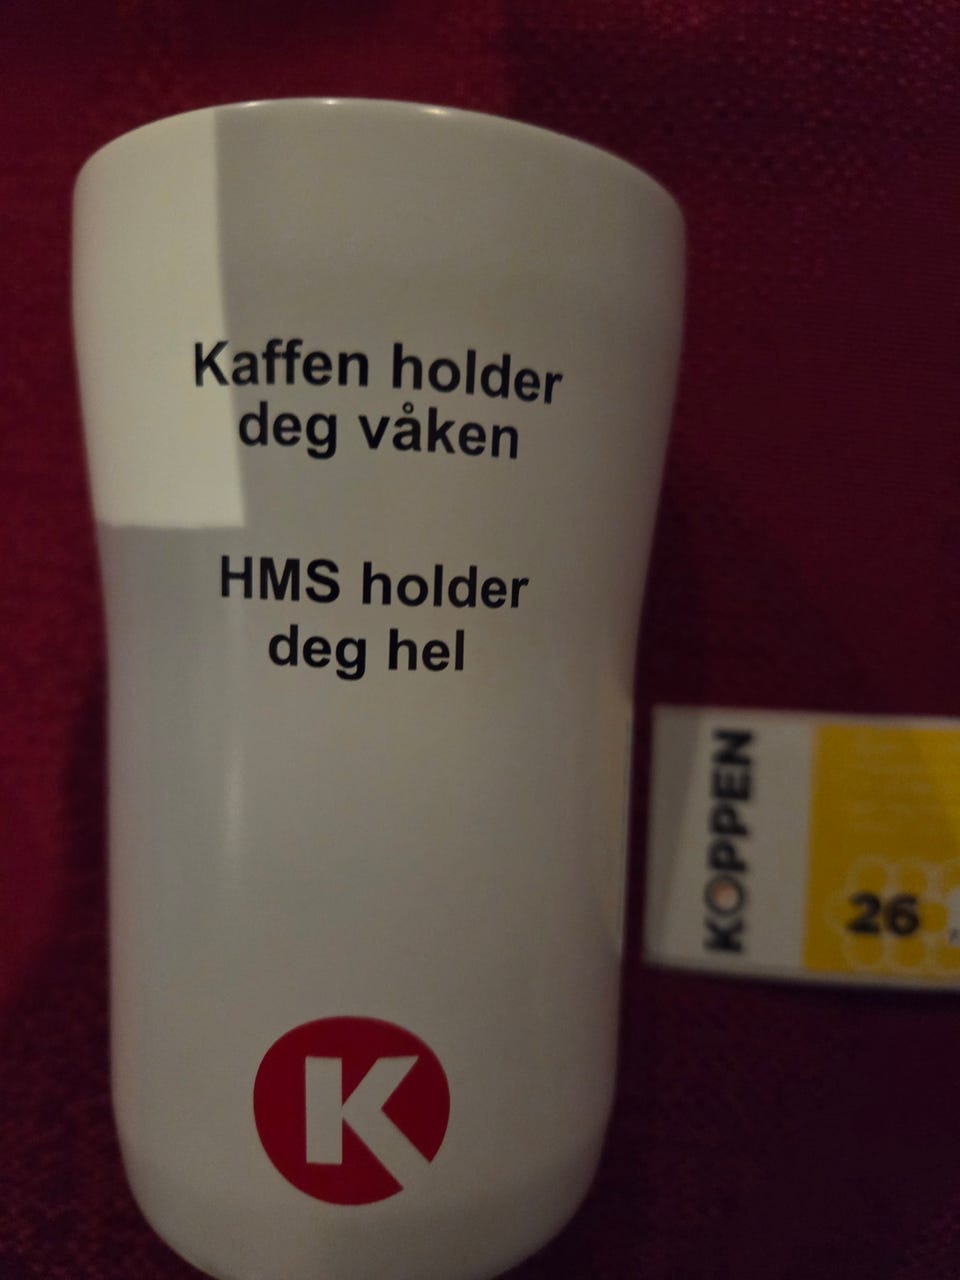 Kaffen holder
deg våken
HMS holder
deg hel
K
KOPPEN
26